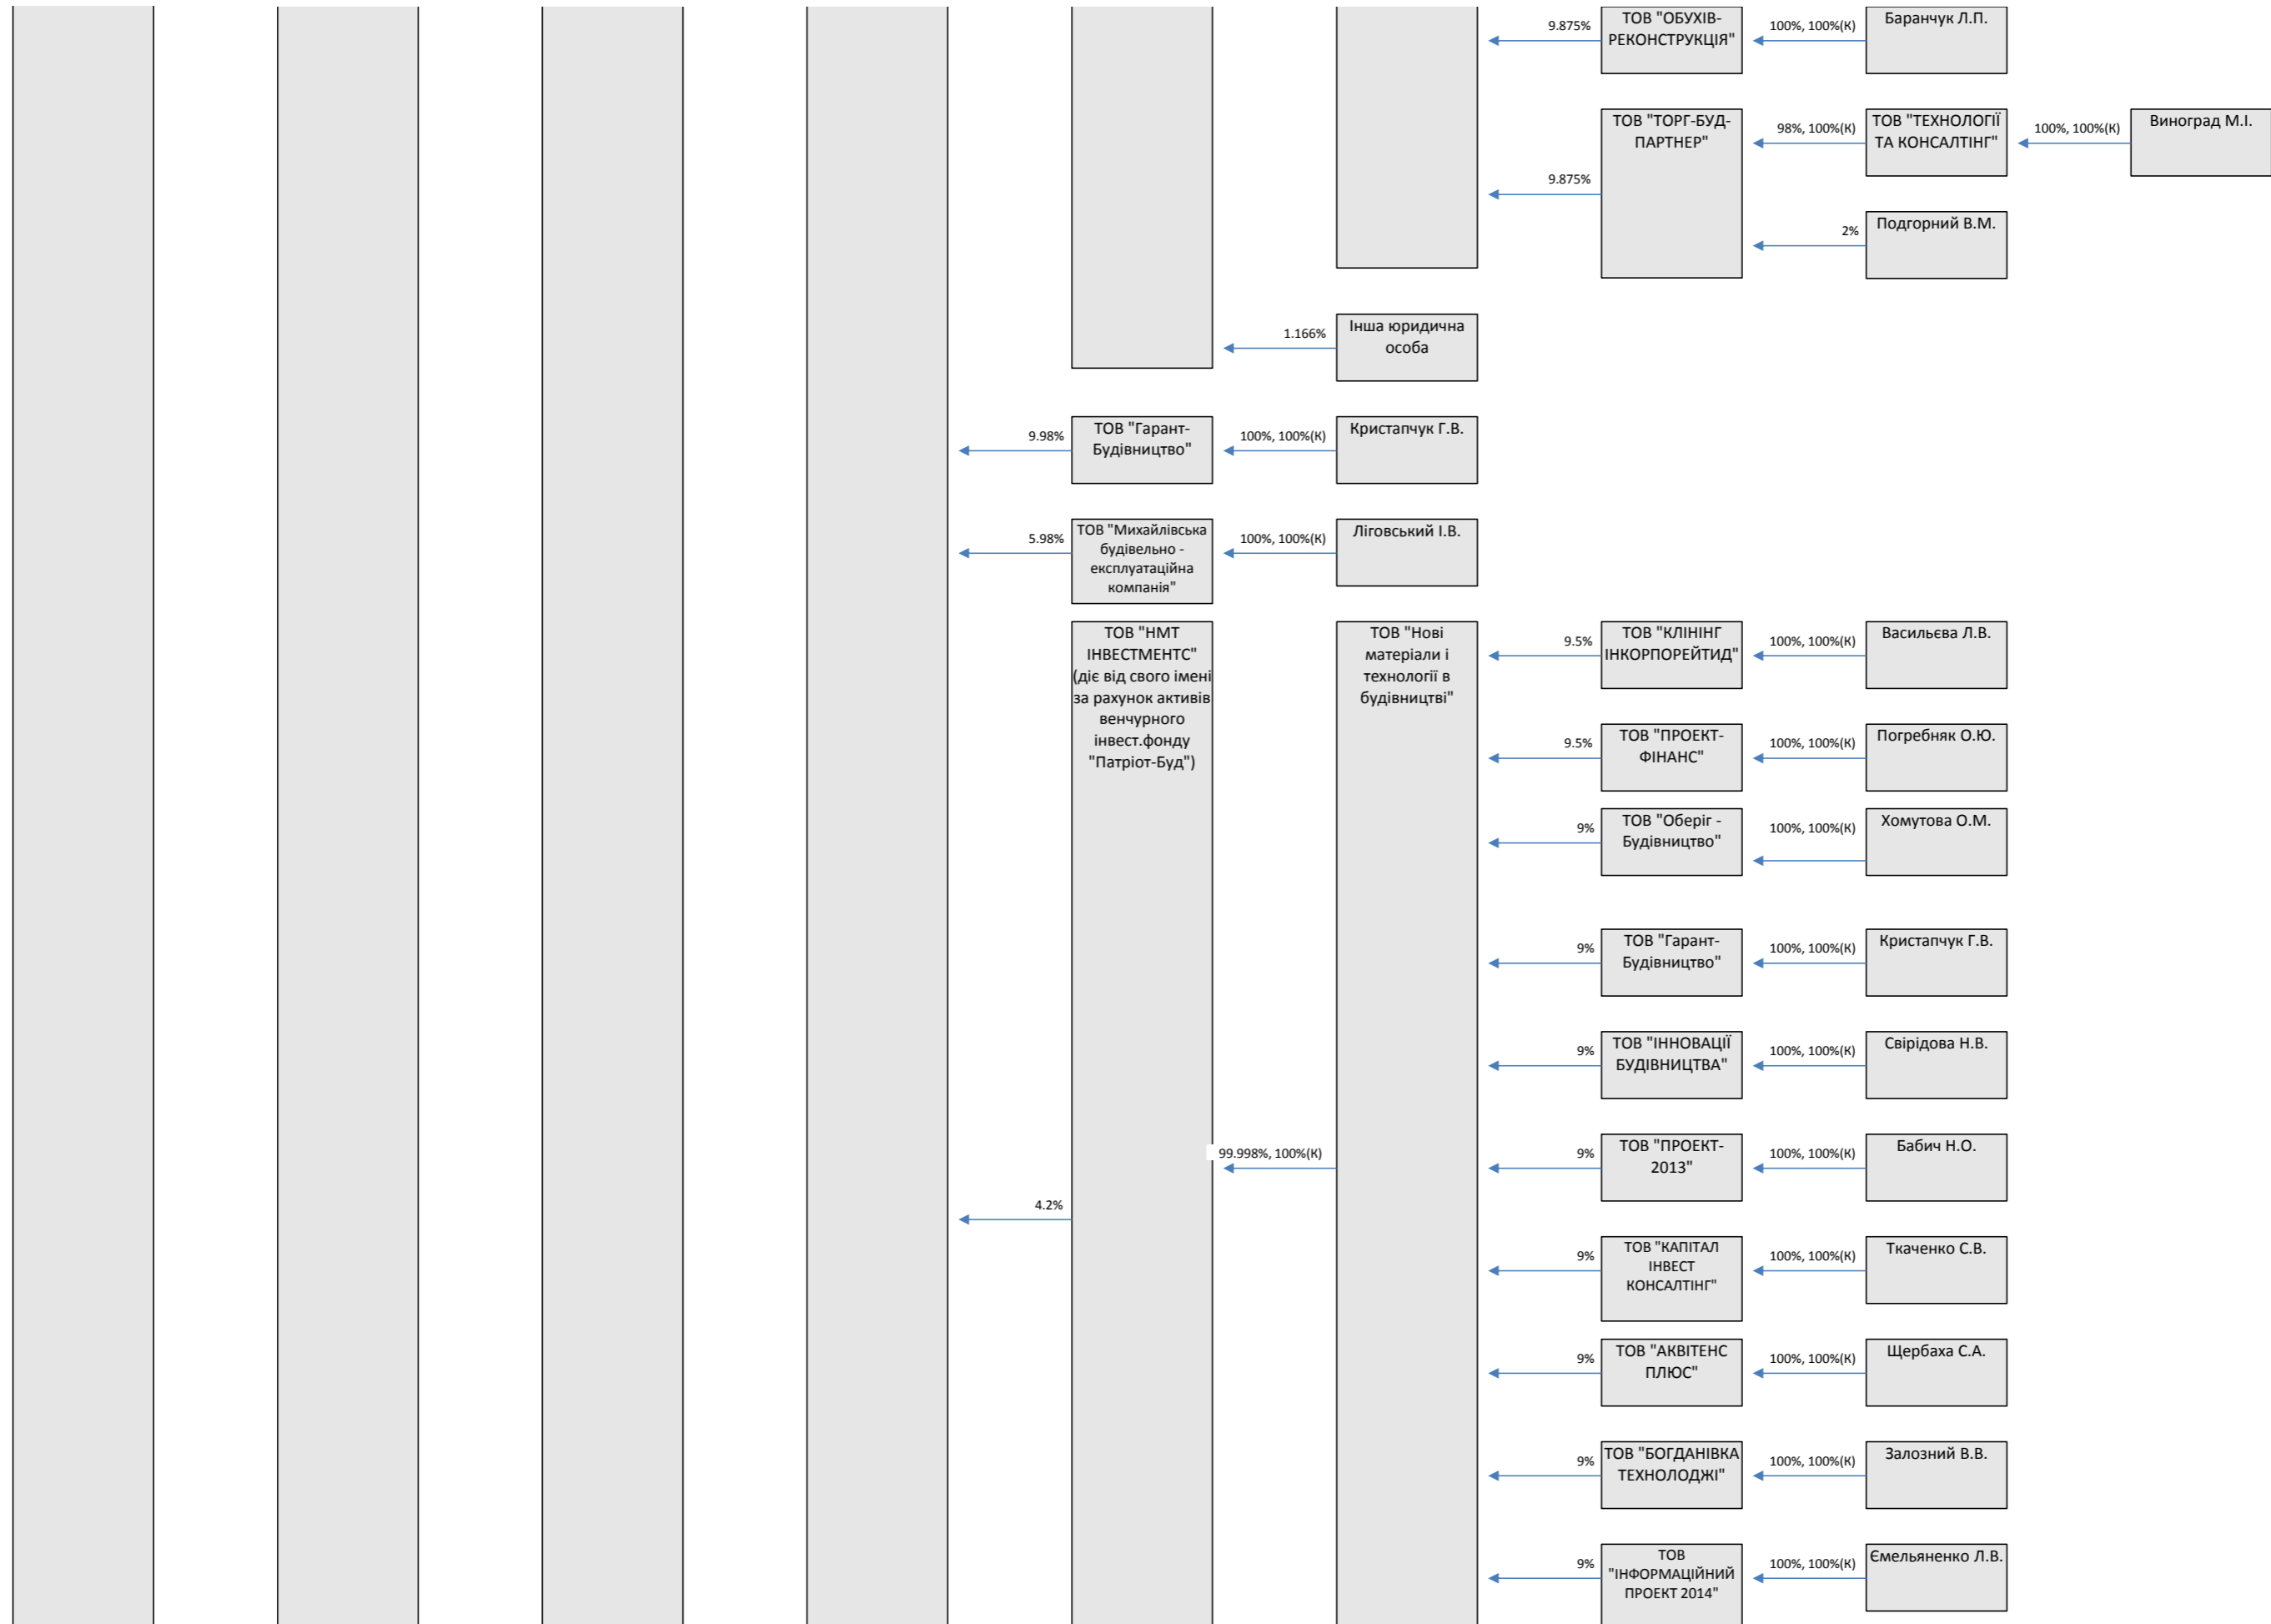 9.875%
ТОВ "ОБУХІВ-
РЕКОНСТРУКЦІЯ"
100%, 100%(К)
Баранчук Л.П.
9.875%
ТОВ "ТОРГ-БУД-
ПАРТНЕР"
98%, 100%(К)
ТОВ "ТЕХНОЛОГІЇ
ТА КОНСАЛТІНГ"
100%, 100%(К)
Виноград М.І.
2%
Подгорний В.М.
1.166%
Інша юридична
особа
9.98%
ТОВ "Гарант-
Будівництво"
100%, 100%(К)
Кристапчук Г.В.
5.98%
ТОВ "Михайлівська
будівельно -
експлуатаційна
компанія"
100%, 100%(К)
Ліговський І.В.
4.2%
ТОВ "НМТ
ІНВЕСТМЕНТС"
(діє від свого імені
за рахунок активів
венчурного
інвест.фонду
"Патріот-Буд")
99.998%, 100%(К)
ТОВ "Нові
матеріали і
технології в
будівництві"
9.5%
ТОВ "КЛІНІНГ
ІНКОРПОРЕЙТИД"
100%, 100%(К)
Васильєва Л.В.
9.5%
ТОВ "ПРОЕКТ-
ФІНАНС"
100%, 100%(К)
Погребняк О.Ю.
9%
ТОВ "Оберіг -
Будівництво"
100%, 100%(К)
Хомутова О.М.
9%
ТОВ "Гарант-
Будівництво"
100%, 100%(К)
Кристапчук Г.В.
9%
ТОВ "ІННОВАЦІЇ
БУДІВНИЦТВА"
100%, 100%(К)
Свірідова Н.В.
9%
ТОВ "ПРОЕКТ-
2013"
100%, 100%(К)
Бабич Н.О.
9%
ТОВ "КАПІТАЛ
ІНВЕСТ
КОНСАЛТІНГ"
100%, 100%(К)
Ткаченко С.В.
9%
ТОВ "АКВІТЕНС
ПЛЮС"
100%, 100%(К)
Щербаха С.А.
9%
ТОВ "БОГДАНІВКА
ТЕХНОЛОДЖІ"
100%, 100%(К)
Залозний В.В.
9%
ТОВ
"ІНФОРМАЦІЙНИЙ
ПРОЕКТ 2014"
100%, 100%(К)
Ємельяненко Л.В.